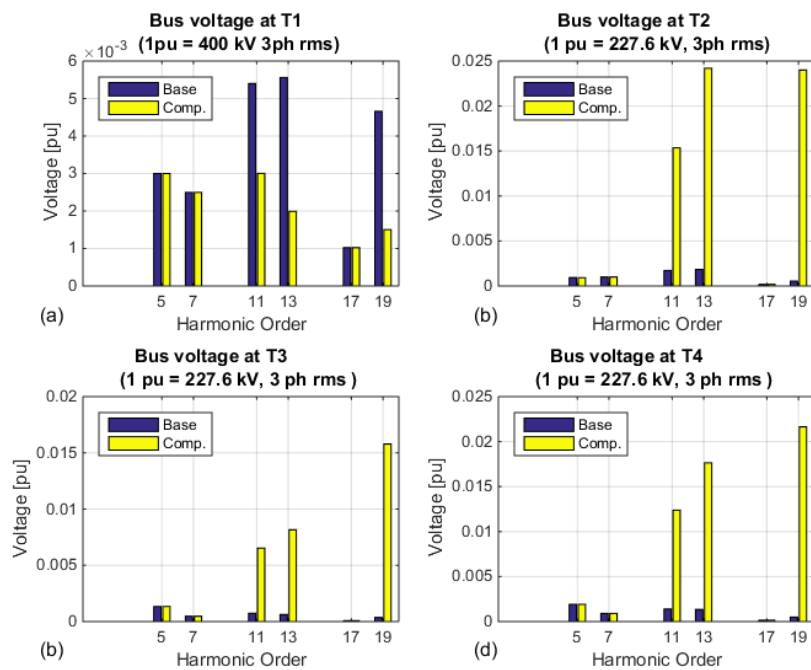 Bus voltage at T1
(1pu = 400 kV 3ph rms)
×10⁻³
6
5
4
3
2
1
0
Voltage [pu]
Base
Comp.
5 7 11 13 17 19
(a)
Harmonic Order
Bus voltage at T2
(1 pu = 227.6 kV, 3ph rms)
0.025
0.02
0.015
0.01
0.005
0
Voltage [pu]
Base
Comp.
5 7 11 13 17 19
(b)
Harmonic Order
Bus voltage at T3
(1 pu = 227.6 kV, 3 ph rms )
0.02
0.015
0.01
0.005
0
Voltage [pu]
Base
Comp.
5 7 11 13 17 19
(b)
Harmonic Order
Bus voltage at T4
(1 pu = 227.6 kV, 3 ph rms )
0.025
0.02
0.015
0.01
0.005
0
Voltage [pu]
Base
Comp.
5 7 11 13 17 19
(d)
Harmonic Order